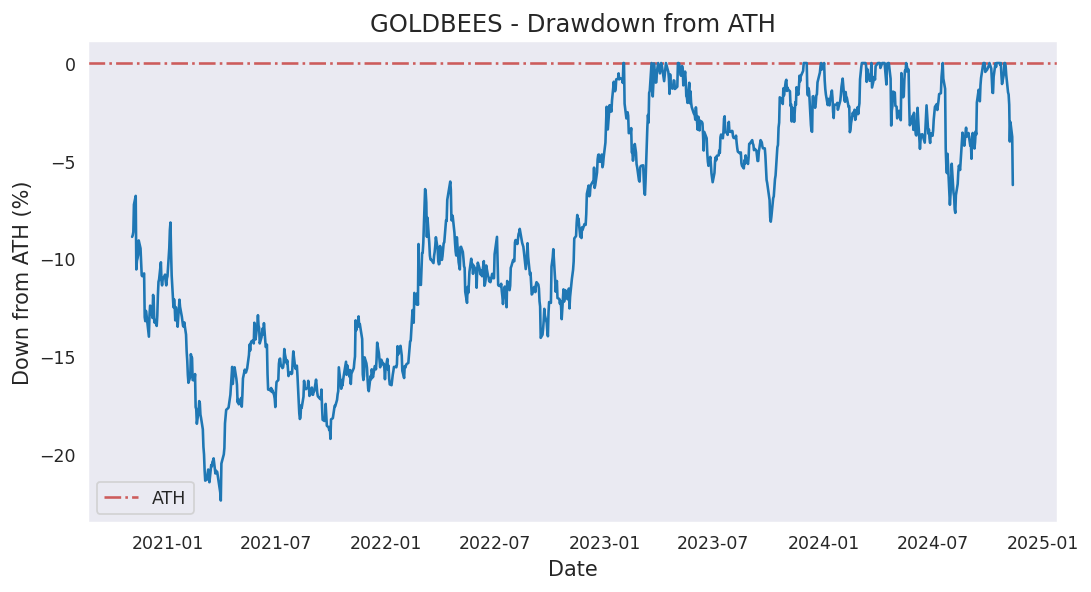 GOLDBEES - Drawdown from ATH
Down from ATH (%)
0
−5
−10
−15
−20
ATH
2021-01 2021-07 2022-01 2022-07 2023-01 2023-07 2024-01 2024-07 2025-01
Date